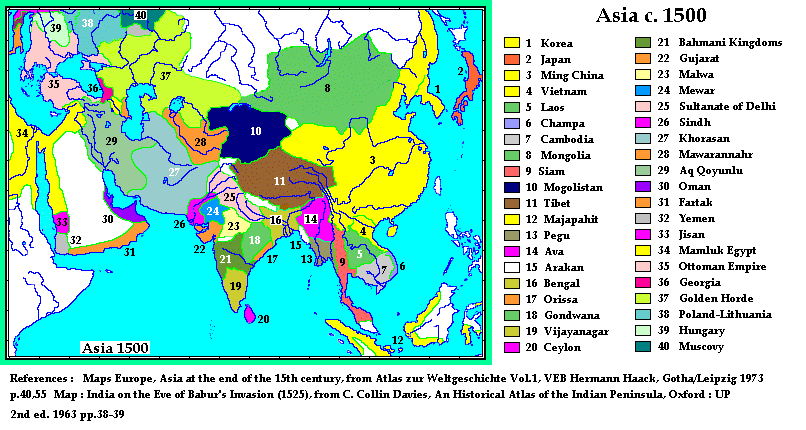 Asia c. 1500
1 Korea
2 Japan
3 Ming China
4 Vietnam
5 Laos
6 Champa
7 Cambodia
8 Mongolia
9 Siam
10 Mogolistan
11 Tibet
12 Majapahit
13 Pegu
14 Ava
15 Arakan
16 Bengal
17 Orissa
18 Gondwana
19 Vijayanagar
20 Ceylon
21 Bahmani Kingdoms
22 Gujarat
23 Malwa
24 Mewar
25 Sultanate of Delhi
26 Sindh
27 Khorasan
28 Mawarannahr
29 Aq Qoyunlu
30 Oman
31 Fartak
32 Yemen
33 Jisan
34 Mamluk Egypt
35 Ottoman Empire
36 Georgia
37 Golden Horde
38 Poland-Lithuania
39 Hungary
40 Muscovy
39
38
40
35
36
37
8
2
1
34
28
10
3
29
27
11
25
33
30
26
24
14
32
31
22
23
16
4
21
18
17
15
13
9
5
7
6
19
20
12
Asia 1500
References : Maps Europe, Asia at the end of the 15th century, from Atlas zur Weltgeschichte Vol.1, VEB Hermann Haack, Gotha/Leipzig 1973
p.40,55 Map : India on the Eve of Babur's Invasion (1525), from C. Collin Davies, An Historical Atlas of the Indian Peninsula, Oxford : UP
2nd ed. 1963 pp.38-39